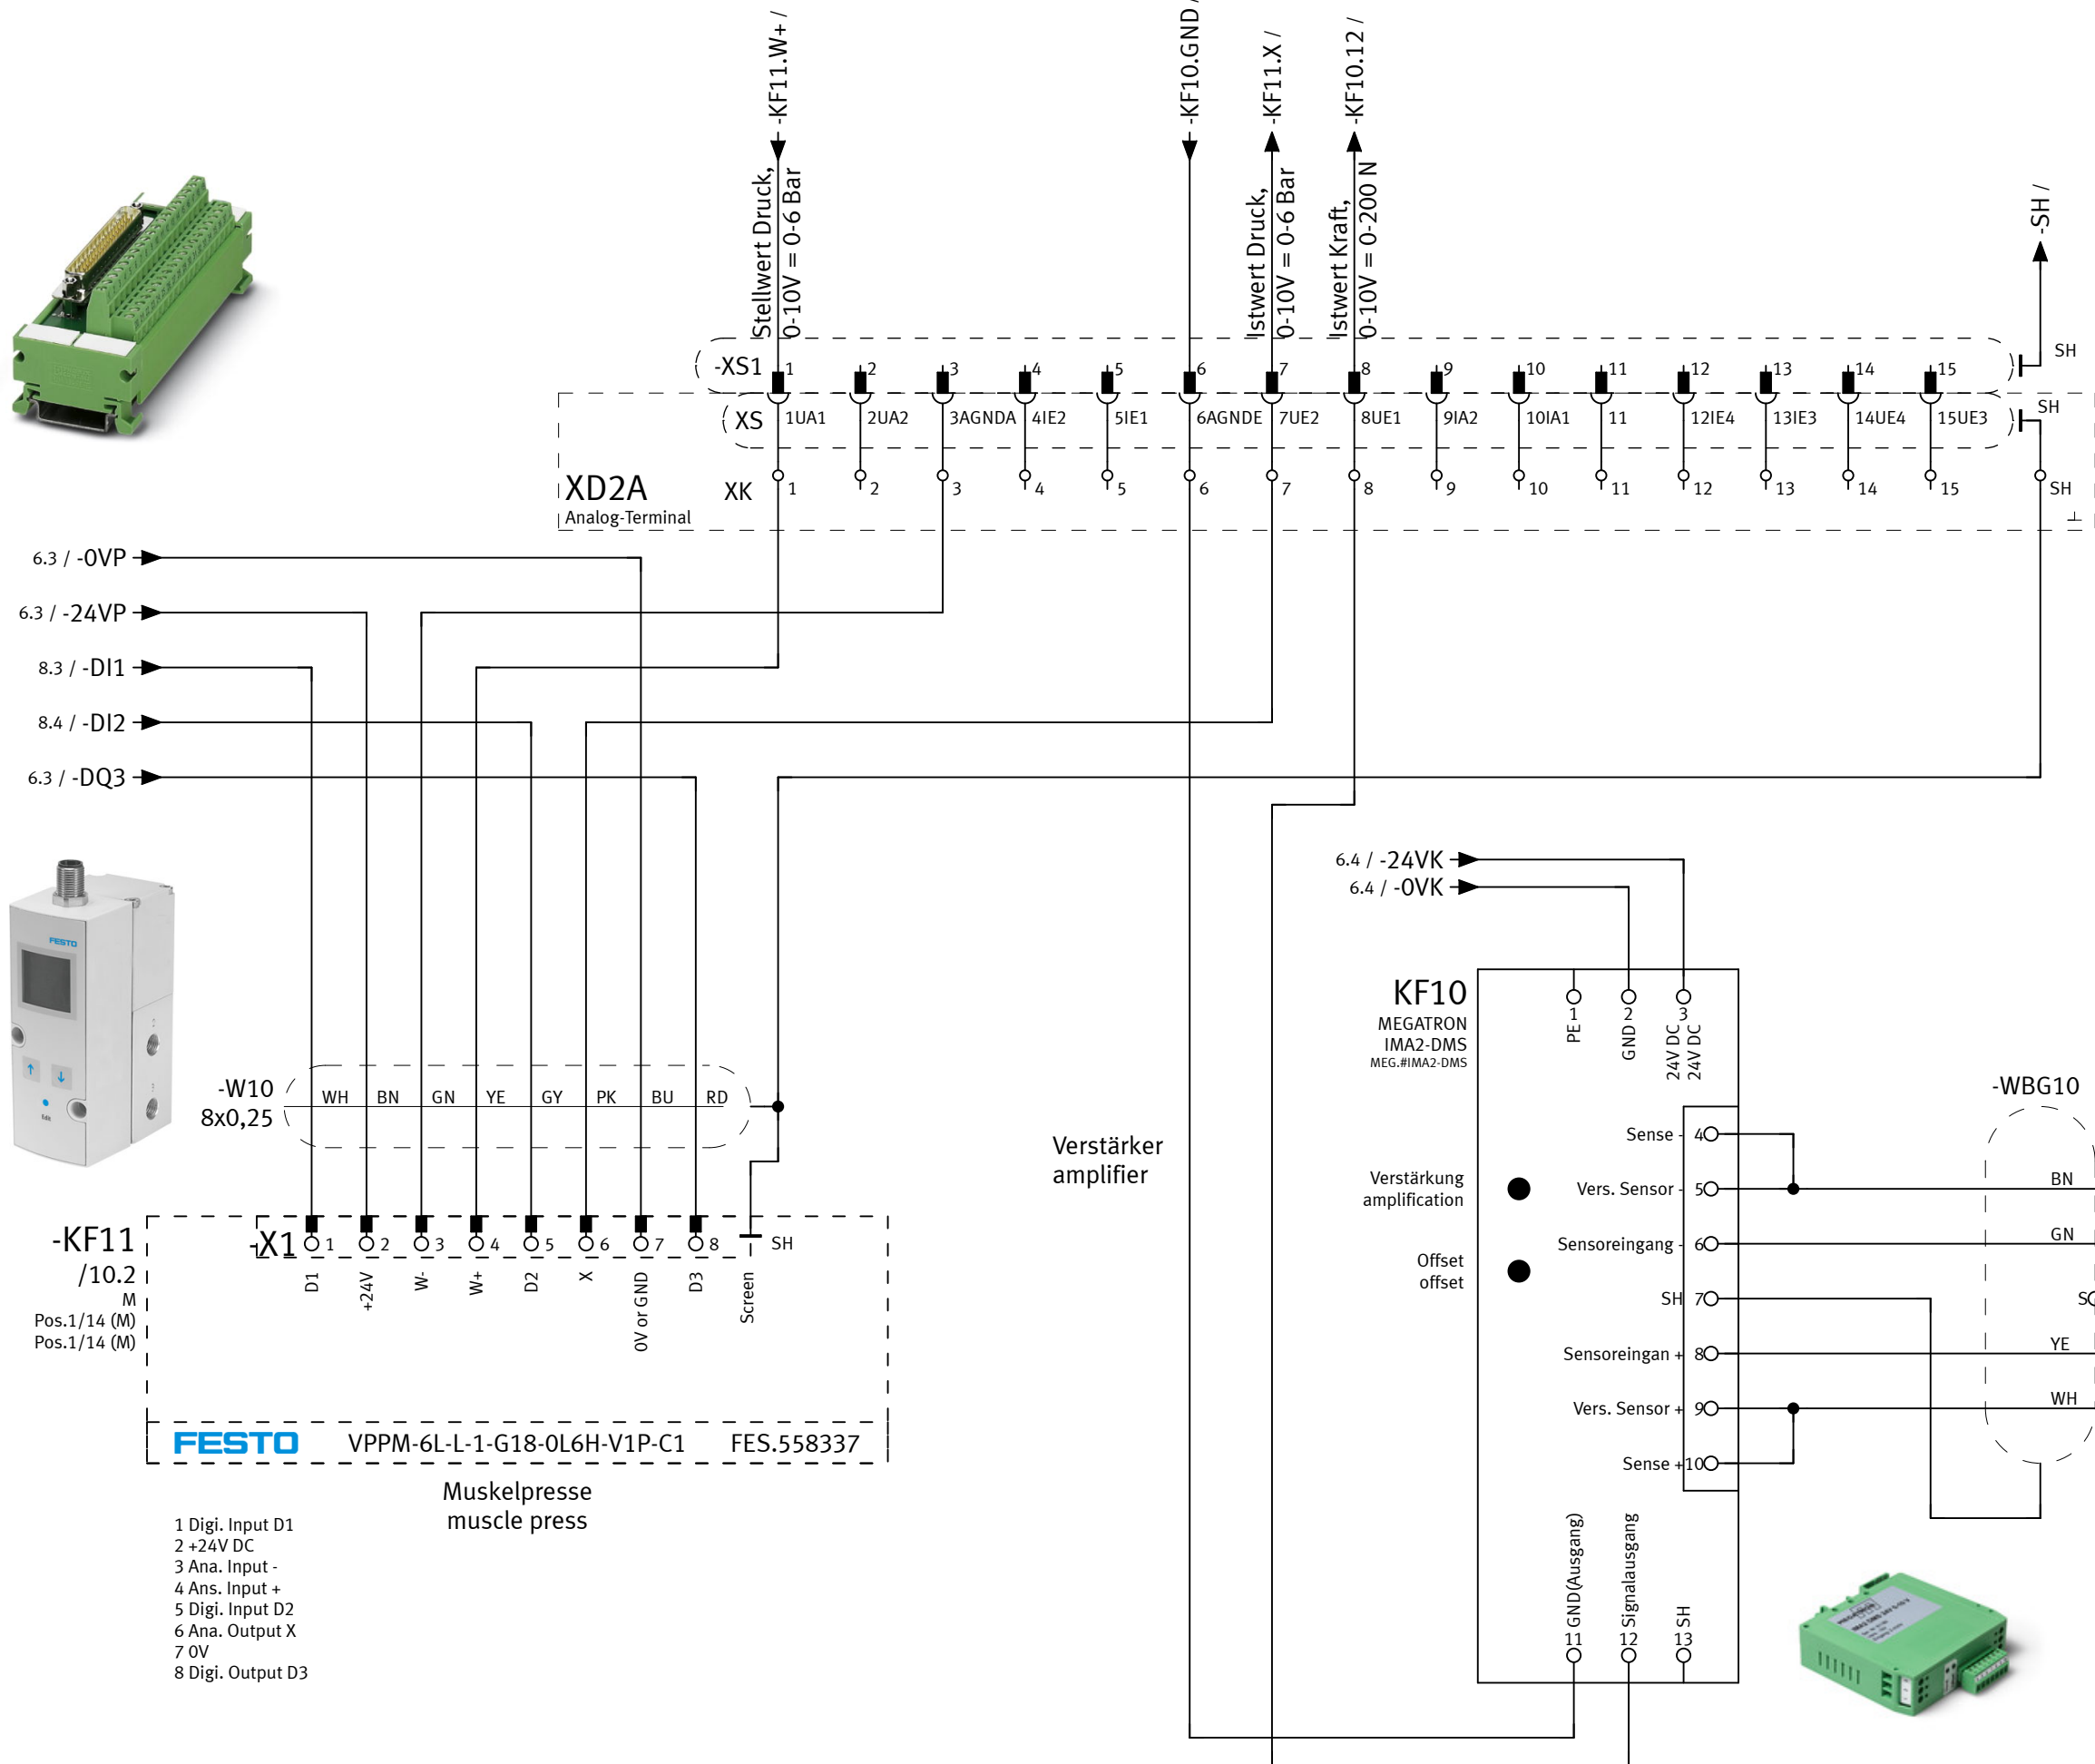 -KF11.W+ /
-KF10.GND /
-KF11.X /
-KF10.12 /
-SH /
Stellwert Druck,
0-10V = 0-6 Bar
Istwert Druck,
0-10V = 0-6 Bar
Istwert Kraft,
0-10V = 0-200 N
-XS1 1 2 3 4 5 6 7 8 9 10 11 12 13 14 15 SH
XS 1UA1 2UA2 3AGNDA 4IE2 5IE1 6AGNDE 7UE2 8UE1 9IA2 10IA1 11 12IE4 13IE3 14UE4 15UE3 SH
XD2A
Analog-Terminal
XK 1 2 3 4 5 6 7 8 9 10 11 12 13 14 15 SH
6.3 / -0VP
6.3 / -24VP
8.3 / -DI1
8.4 / -DI2
6.3 / -DQ3
6.4 / -24VK
6.4 / -0VK
FESTO
Edit
KF10
MEGATRON
IMA2-DMS
MEG.#IMA2-DMS
1 2 3
PE
GND
24V DC
24V DC
-W10
8x0,25
WH BN GN YE GY PK BU RD
-WBG10
Verstärker
amplifier
Sense - 4
Verstärkung
amplification
Vers. Sensor - 5 BN
Sensoreingang - 6 GN
Offset
offset
SH 7
Sensoreingan + 8 YE
Vers. Sensor + 9 WH
Sense + 10
-KF11
/10.2
M
Pos.1/14 (M)
Pos.1/14 (M)
-X1 1 2 3 4 5 6 7 8 SH
D1
+24V
W-
W+
D2
X
0V or GND
D3
Screen
FESTO VPPM-6L-L-1-G18-0L6H-V1P-C1 FES.558337
Muskelpresse
muscle press
1 Digi. Input D1
2 +24V DC
3 Ana. Input -
4 Ans. Input +
5 Digi. Input D2
6 Ana. Output X
7 0V
8 Digi. Output D3
GND(Ausgang)
Signalausgang
SH
11 12 13